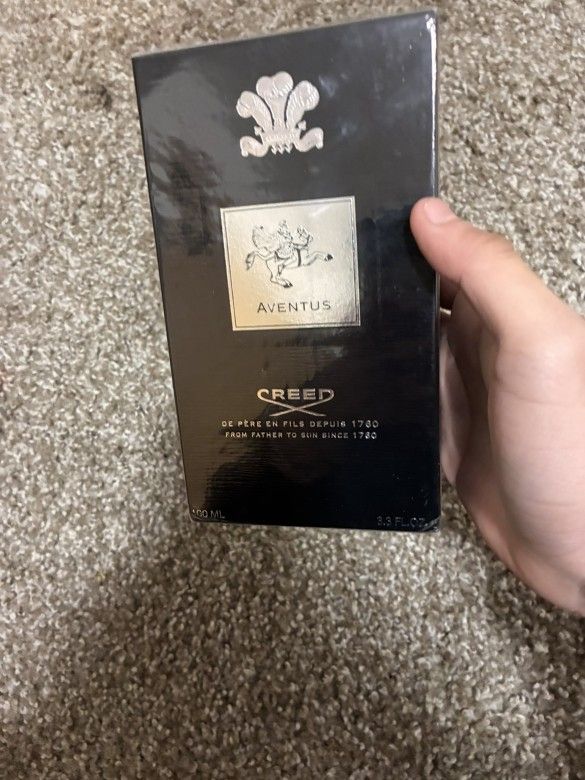 AVENTUS
CREED
DE PÈRE EN FILS DEPUIS 1760
FROM FATHER TO SON SINCE 1760
100 ML
3.3 FL.OZ.